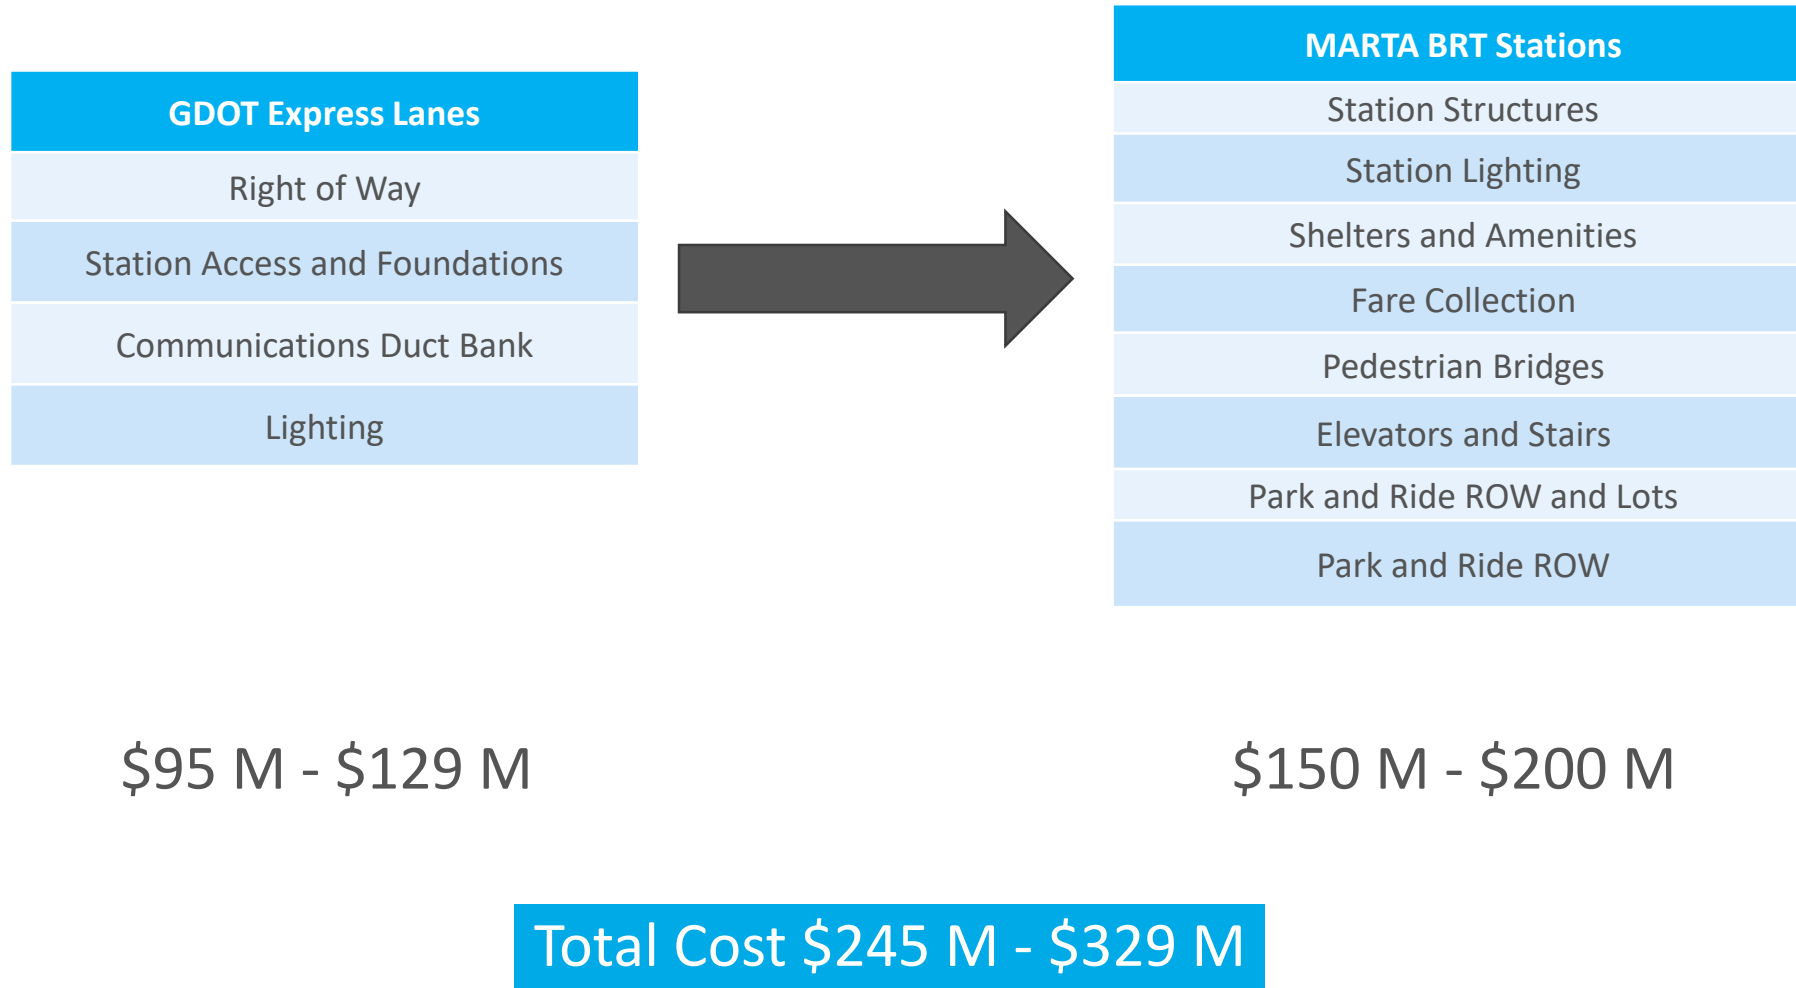 GDOT Express Lanes
Right of Way
Station Access and Foundations
Communications Duct Bank
Lighting
MARTA BRT Stations
Station Structures
Station Lighting
Shelters and Amenities
Fare Collection
Pedestrian Bridges
Elevators and Stairs
Park and Ride ROW and Lots
Park and Ride ROW
$95 M - $129 M
$150 M - $200 M
Total Cost $245 M - $329 M